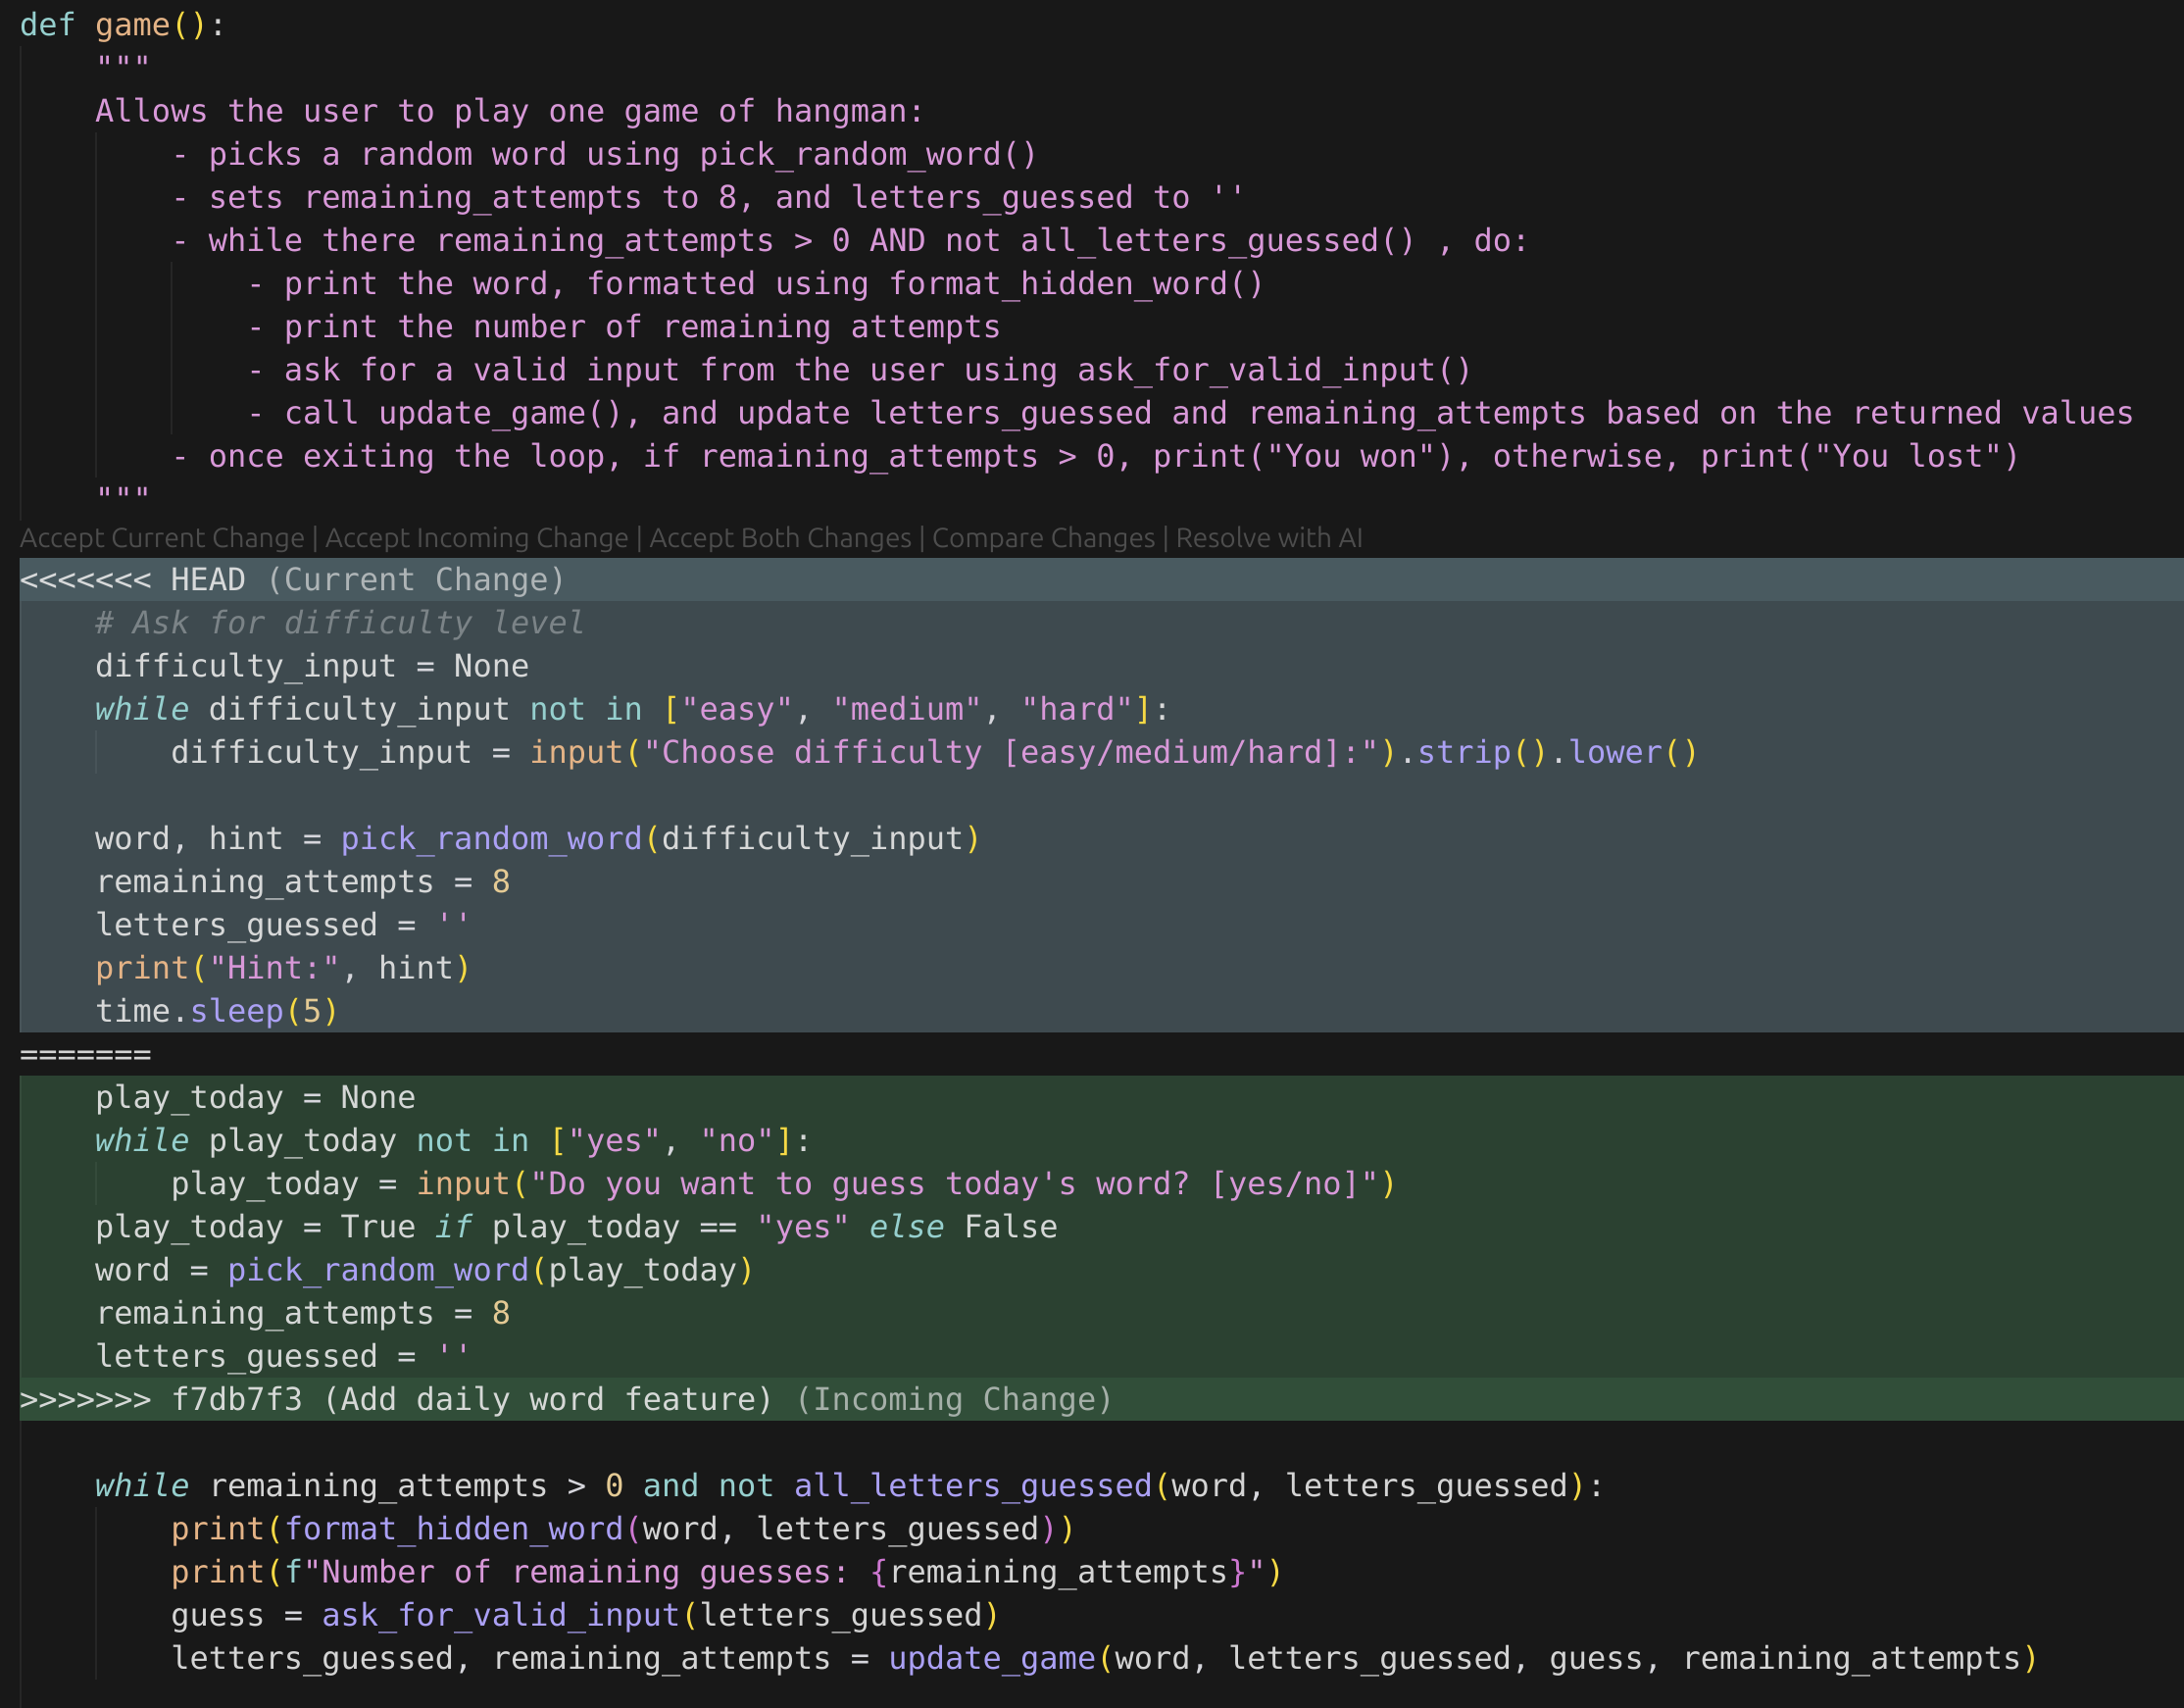 def game():
    """
    Allows the user to play one game of hangman:
        - picks a random word using pick_random_word()
        - sets remaining_attempts to 8, and letters_guessed to ''
        - while there remaining_attempts > 0 AND not all_letters_guessed() , do:
            - print the word, formatted using format_hidden_word()
            - print the number of remaining attempts
            - ask for a valid input from the user using ask_for_valid_input()
            - call update_game(), and update letters_guessed and remaining_attempts based on the returned values
        - once exiting the loop, if remaining_attempts > 0, print("You won"), otherwise, print("You lost")
    """
Accept Current Change | Accept Incoming Change | Accept Both Changes | Compare Changes | Resolve with AI
<<<<<<< HEAD (Current Change)
    # Ask for difficulty level
    difficulty_input = None
    while difficulty_input not in ["easy", "medium", "hard"]:
        difficulty_input = input("Choose difficulty [easy/medium/hard]:").strip().lower()

    word, hint = pick_random_word(difficulty_input)
    remaining_attempts = 8
    letters_guessed = ''
    print("Hint:", hint)
    time.sleep(5)
=======
    play_today = None
    while play_today not in ["yes", "no"]:
        play_today = input("Do you want to guess today's word? [yes/no]")
    play_today = True if play_today == "yes" else False
    word = pick_random_word(play_today)
    remaining_attempts = 8
    letters_guessed = ''
>>>>>>> f7db7f3 (Add daily word feature) (Incoming Change)

    while remaining_attempts > 0 and not all_letters_guessed(word, letters_guessed):
        print(format_hidden_word(word, letters_guessed))
        print(f"Number of remaining guesses: {remaining_attempts}")
        guess = ask_for_valid_input(letters_guessed)
        letters_guessed, remaining_attempts = update_game(word, letters_guessed, guess, remaining_attempts)